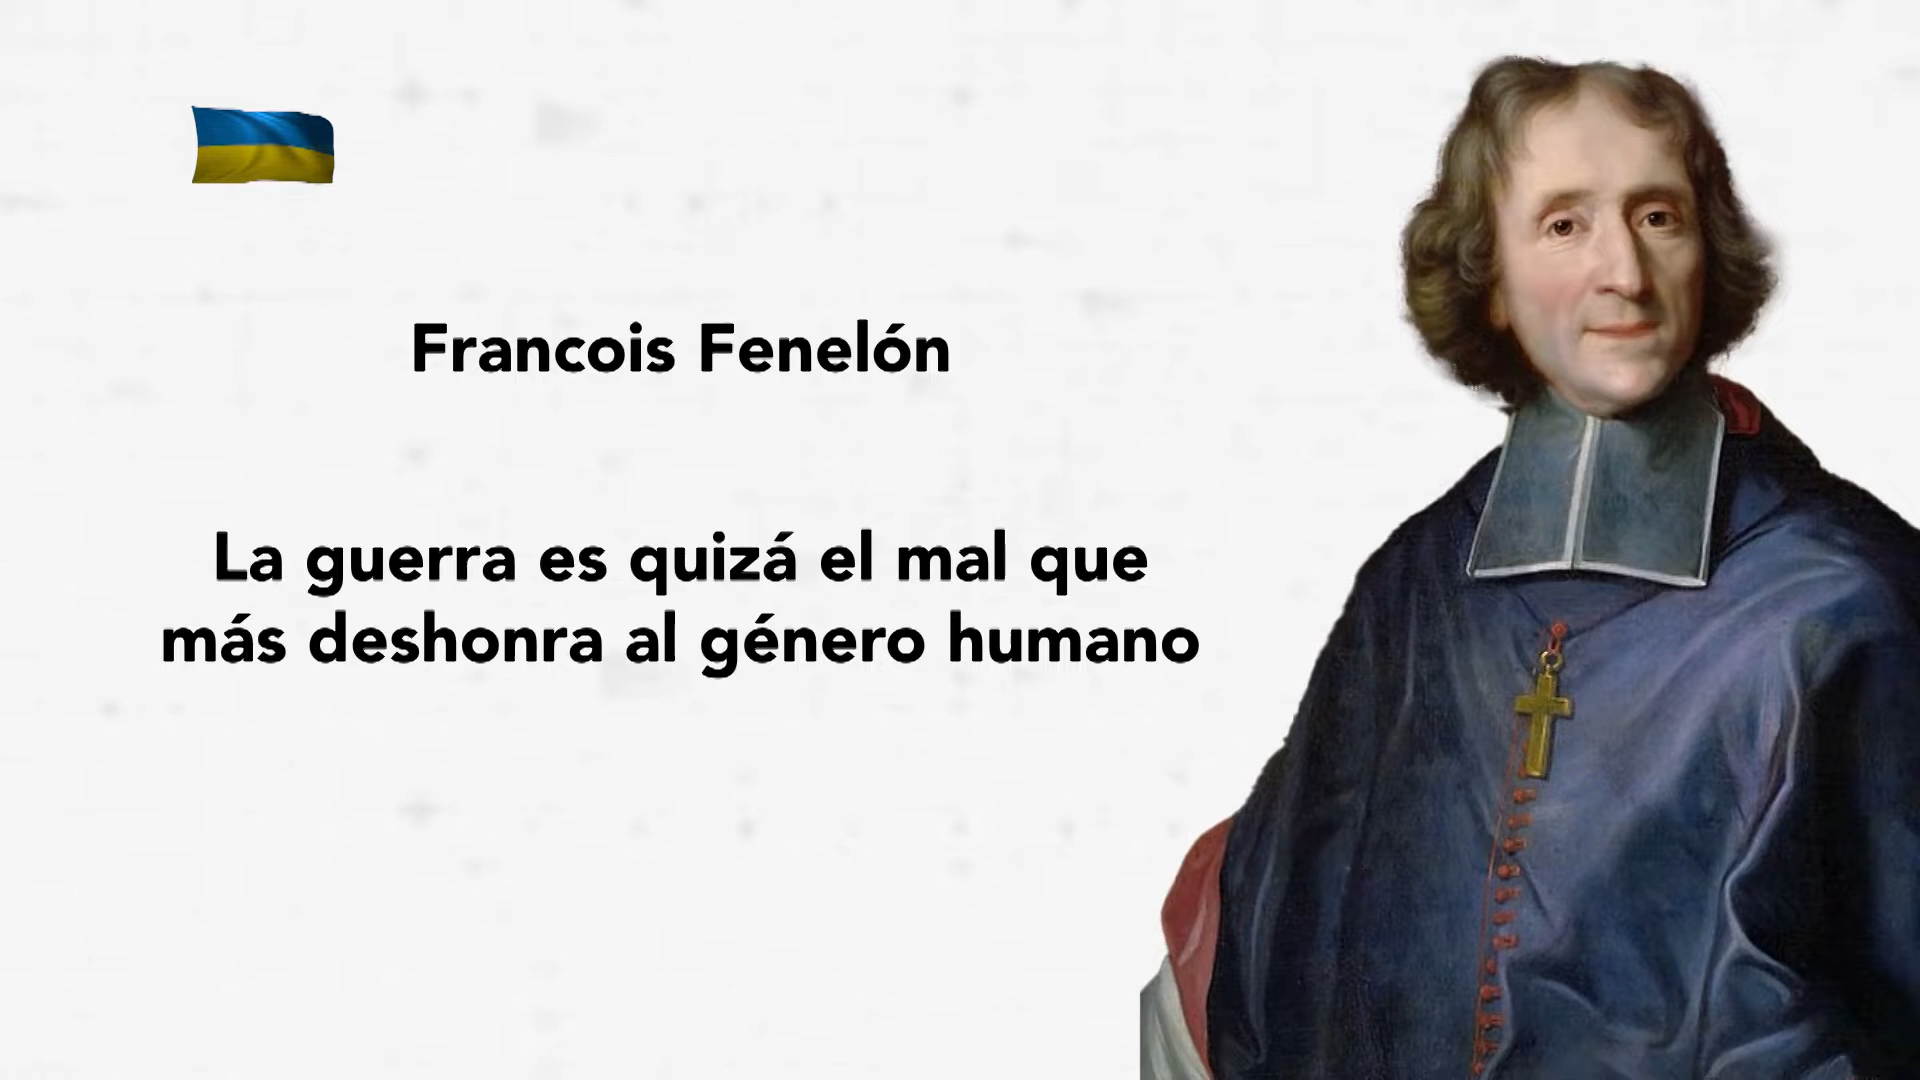 Francois Fenelón
La guerra es quizá el mal que
más deshonra al género humano